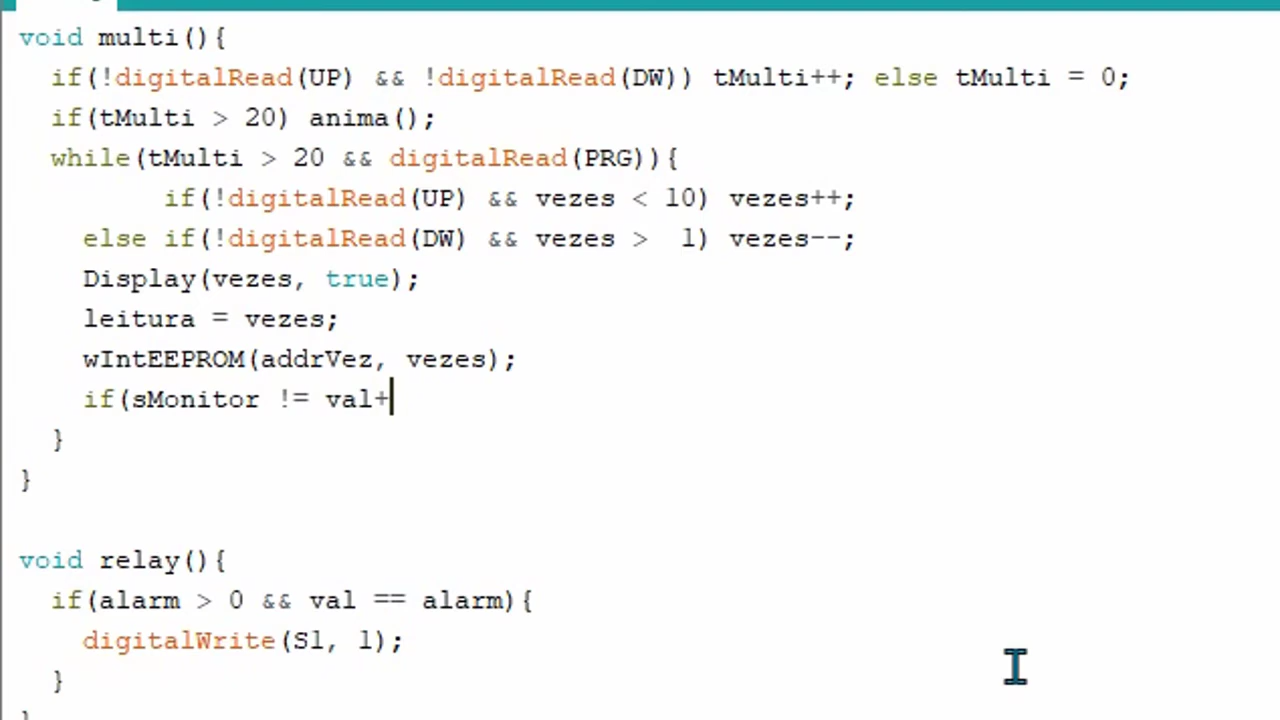 void multi(){
  if(!digitalRead(UP) && !digitalRead(DW)) tMulti++; else tMulti = 0;
  if(tMulti > 20) anima();
  while(tMulti > 20 && digitalRead(PRG)){
         if(!digitalRead(UP) && vezes < 10) vezes++;
    else if(!digitalRead(DW) && vezes >  1) vezes--;
    Display(vezes, true);
    leitura = vezes;
    wIntEEPROM(addrVez, vezes);
    if(sMonitor != val+
  }
}

void relay(){
  if(alarm > 0 && val == alarm){
    digitalWrite(S1, 1);
  }